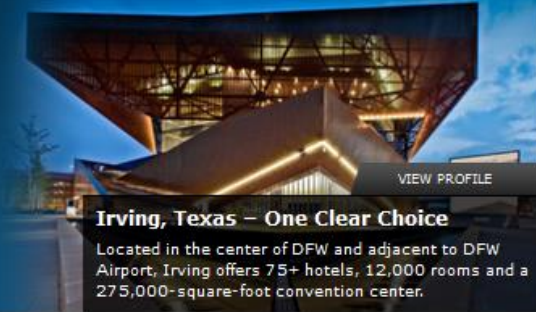 VIEW PROFILE
Irving, Texas – One Clear Choice
Located in the center of DFW and adjacent to DFW
Airport, Irving offers 75+ hotels, 12,000 rooms and a
275,000-square-foot convention center.